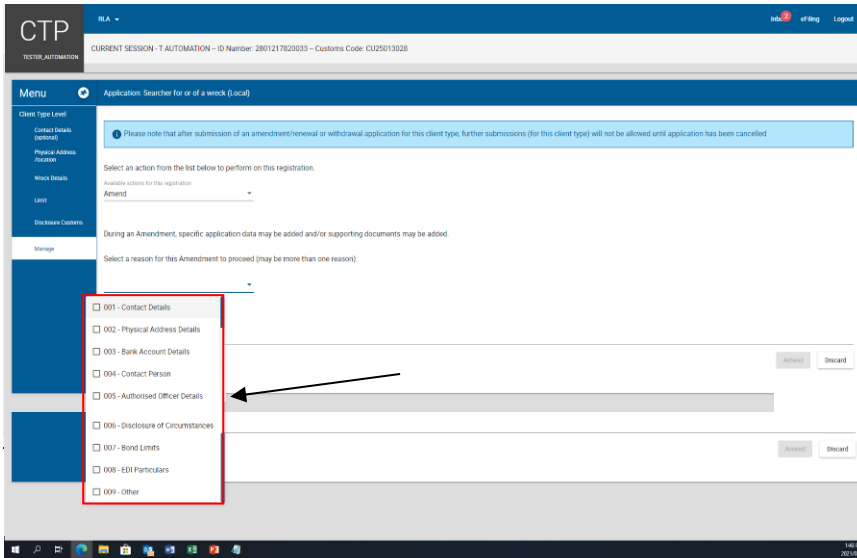 CTP
TESTER_AUTOMATION
RLA
2
eFiling
Logout
CURRENT SESSION - T AUTOMATION – ID Number: 2801217820033 – Customs Code: CU25013028
Menu
Application: Searcher for or of a wreck (Local)
Client Type Level
Contact Details
(optional)
Physical Address
/location
Wreck Details
Limit
Disclosure Customs
Manage
Please note that after submission of an amendment/renewal or withdrawal application for this client type, further submissions (for this client type) will not be allowed until application has been cancelled
Select an action from the list below to perform on this registration.
Available actions for this registration
Amend
During an Amendment, specific application data may be added and/or supporting documents may be added.
Select a reason for this Amendment to proceed (may be more than one reason):
001 - Contact Details
002 - Physical Address Details
003 - Bank Account Details
004 - Contact Person
005 - Authorised Officer Details
006 - Disclosure of Circumstances
007 - Bond Limits
008 - EDI Particulars
009 - Other
Amend
Discard
Amend
Discard